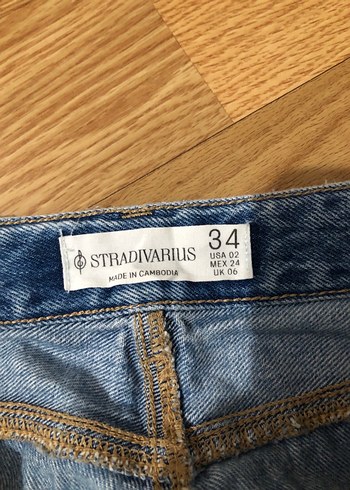 STRADIVARIUS
MADE IN CAMBODIA
34
USA 02
MEX 24
UK 06